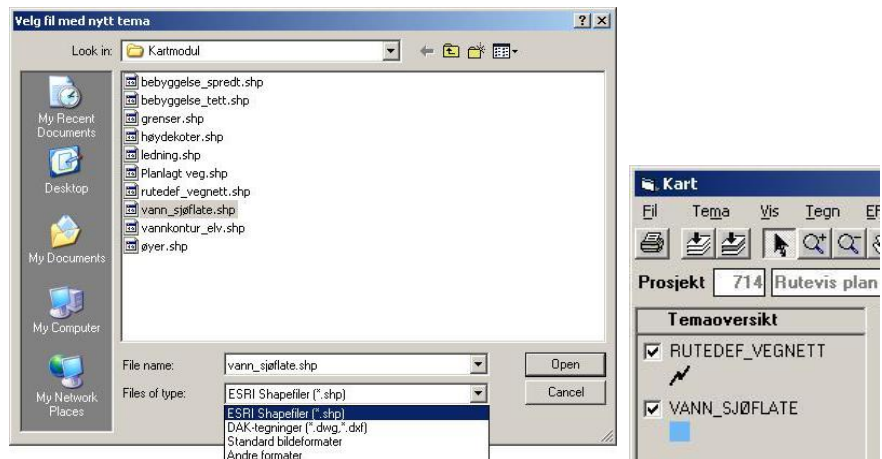 Velg fil med nytt tema
Look in:
Kartmodul
bebyggelse_spredt.shp
bebyggelse_tett.shp
grenser.shp
høydekoter.shp
ledning.shp
Planlagt veg.shp
rutedef_vegnett.shp
vann_sjøflate.shp
vannkontur_elv.shp
øyer.shp
My Recent
Documents
Desktop
My Documents
My Computer
My Network
Places
File name:
vann_sjøflate.shp
Open
Files of type:
ESRI Shapefiler (*.shp)
Cancel
ESRI Shapefiler (*.shp)
DAK-tegninger (*.dwg,*.dxf)
Standard bildeformater
Andre formater
Kart
Fil Tema Vis Tegn
Prosjekt 714 Rutevis plan
Temaoversikt
RUTEDEF_VEGNETT
VANN_SJØFLATE